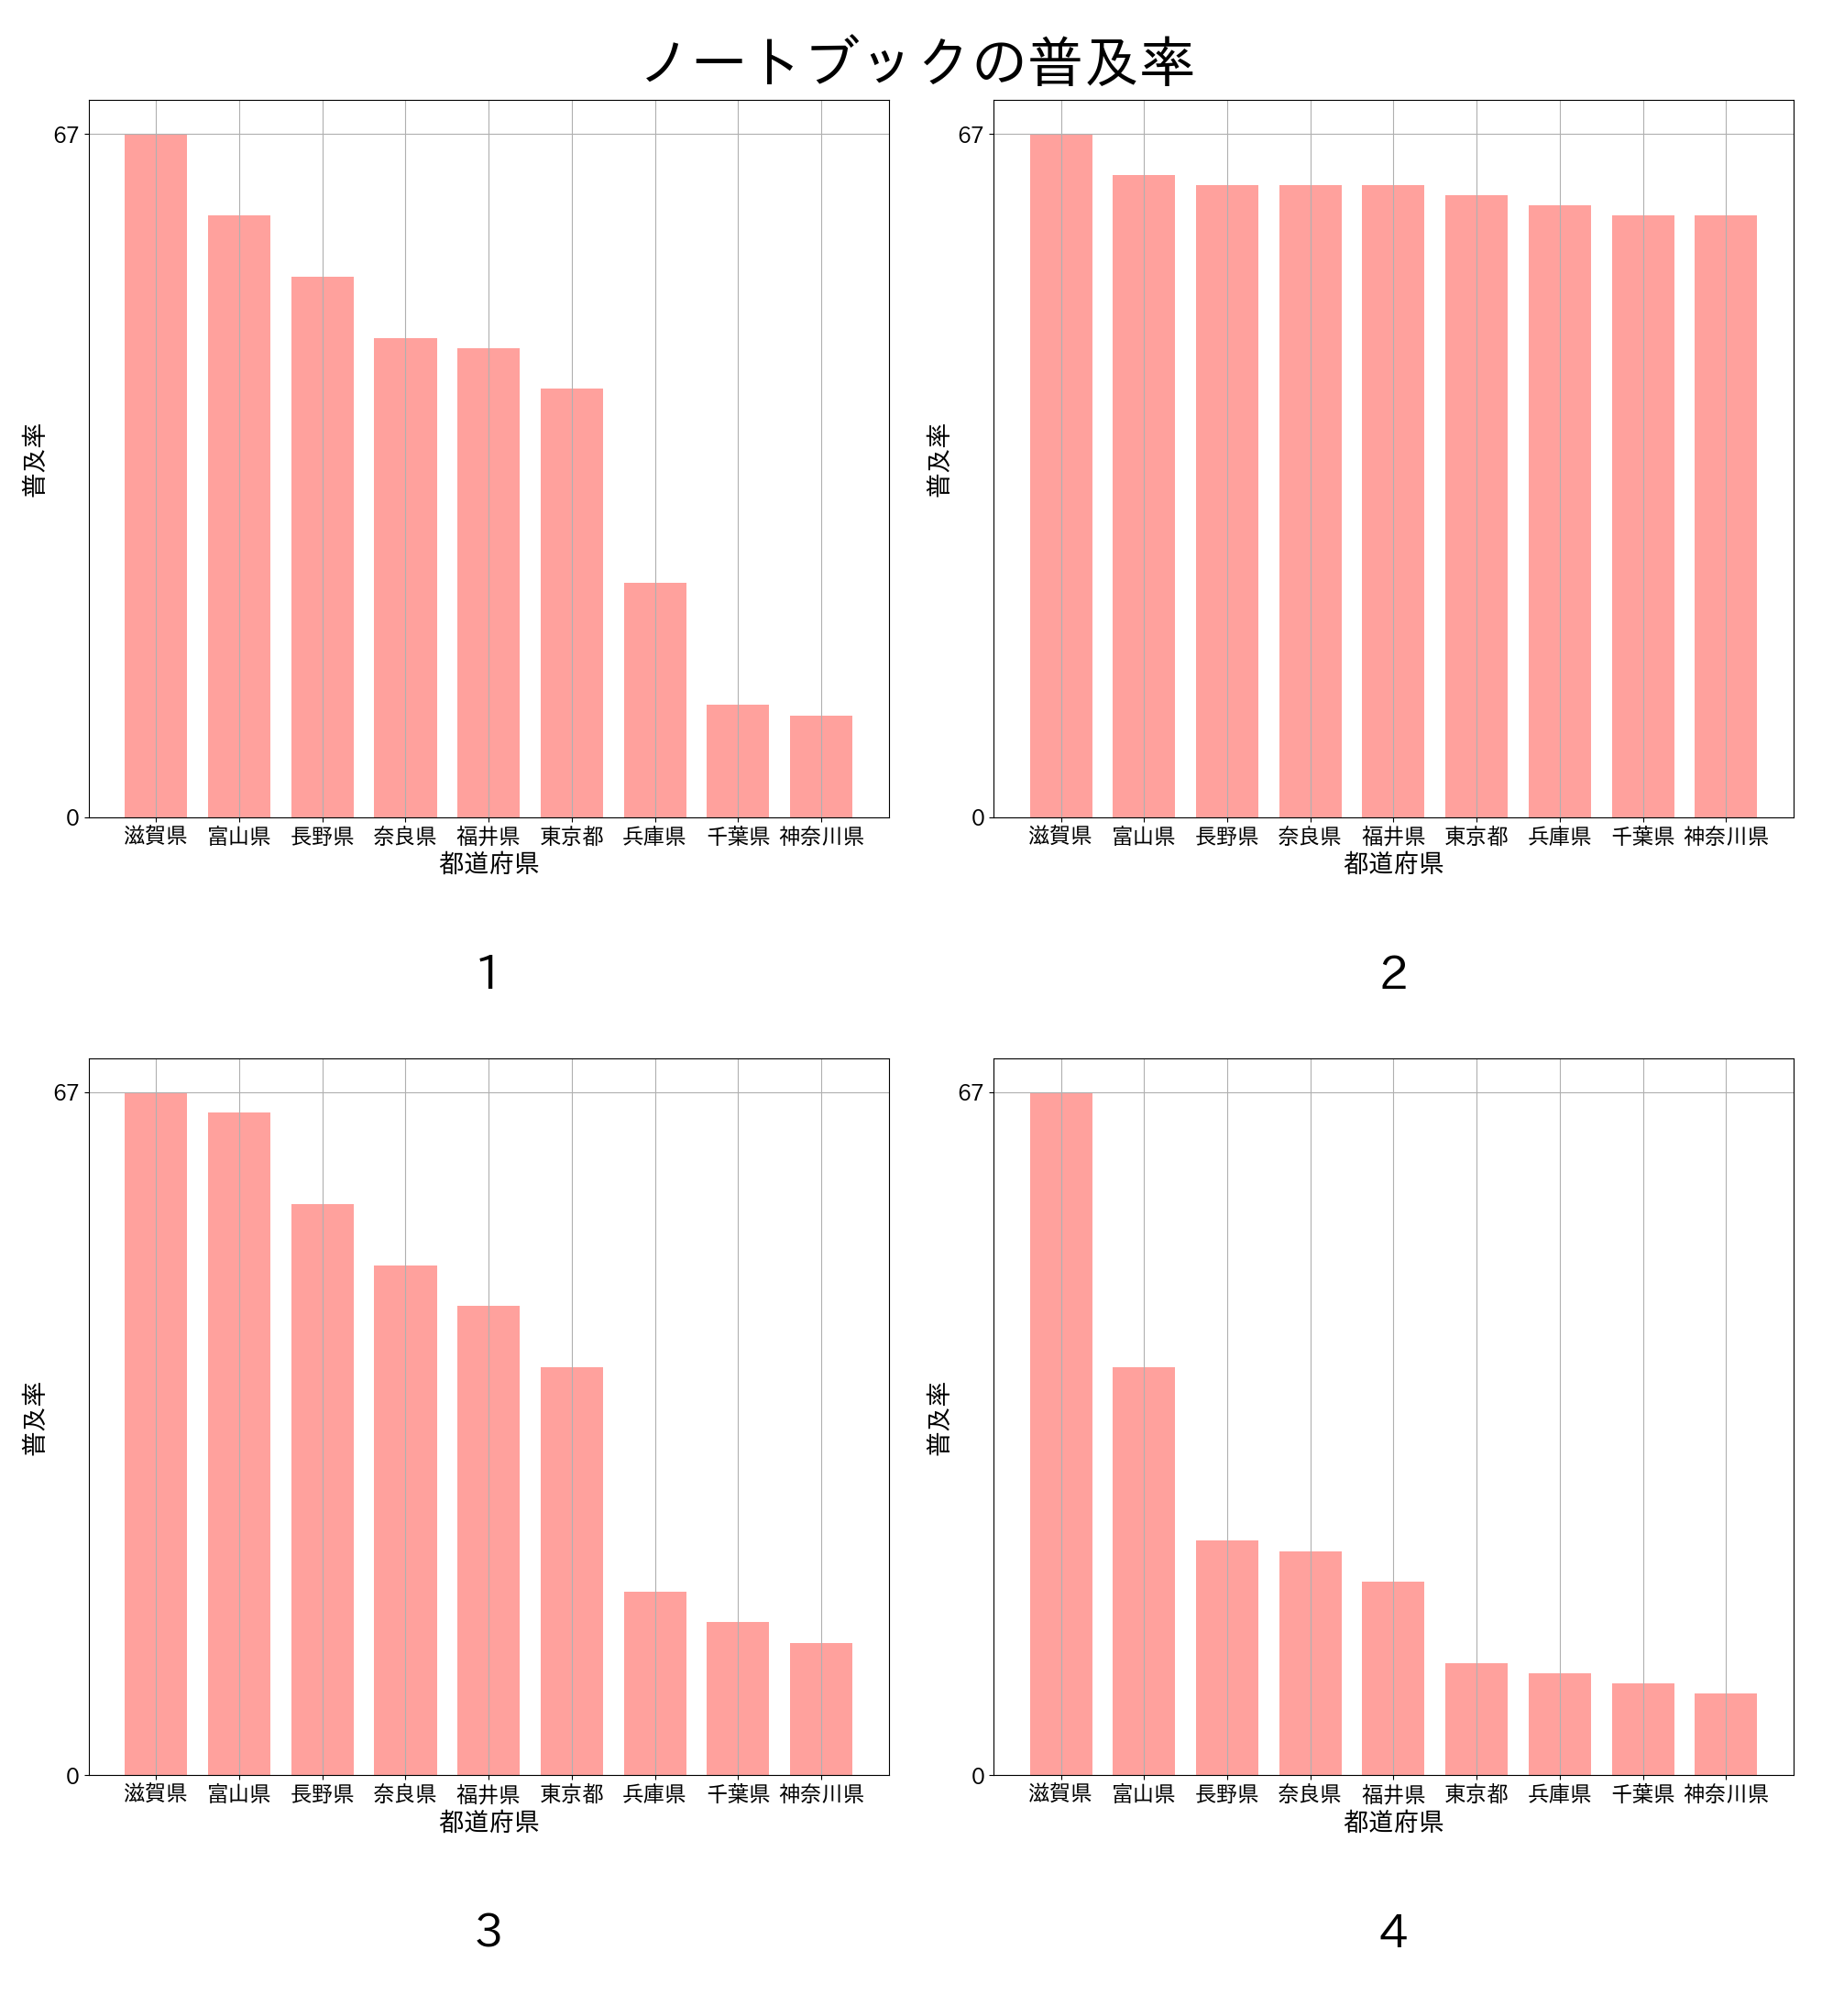 ノートブックの普及率
67
0
普及率
滋賀県 富山県 長野県 奈良県 福井県 東京都 兵庫県 千葉県 神奈川県
都道府県
1
67
0
普及率
滋賀県 富山県 長野県 奈良県 福井県 東京都 兵庫県 千葉県 神奈川県
都道府県
2
67
0
普及率
滋賀県 富山県 長野県 奈良県 福井県 東京都 兵庫県 千葉県 神奈川県
都道府県
3
67
0
普及率
滋賀県 富山県 長野県 奈良県 福井県 東京都 兵庫県 千葉県 神奈川県
都道府県
4